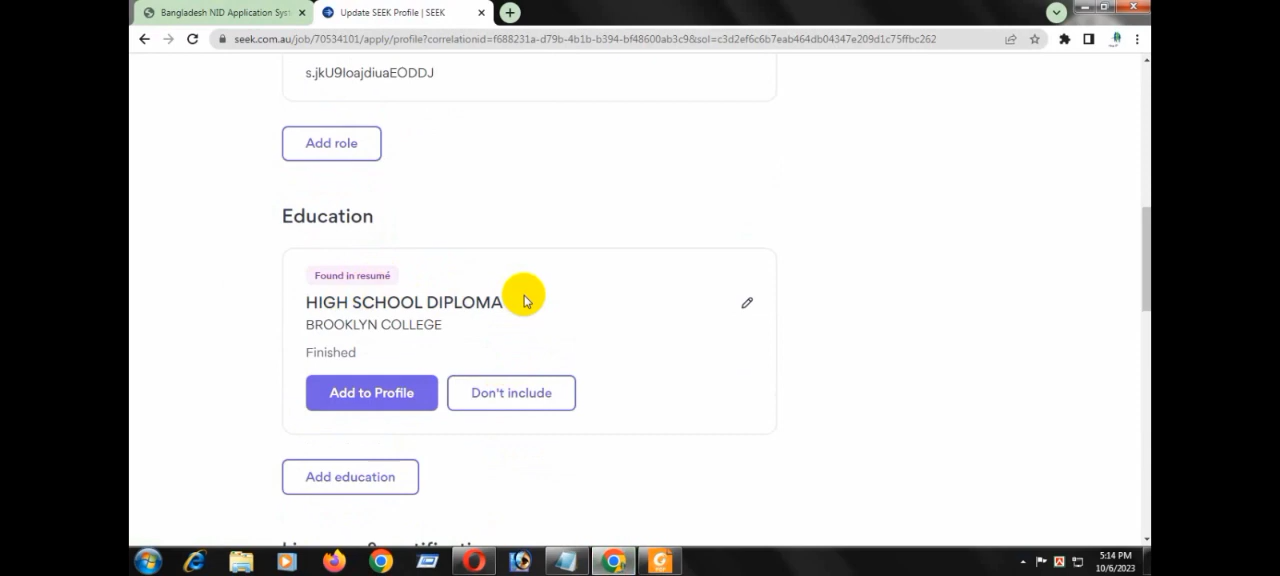 Bangladesh NID Application Syst
Update SEEK Profile | SEEK
seek.com.au/job/70534101/apply/profile?correlationid=f688231a-d79b-4b1b-b394-bf48600ab3c9&sol=c3d2ef6c6b7eab464db04347e209d1c75ffbc262
s.jkU9IoajdiuaEODDJ
Add role
Education
Found in resumé
HIGH SCHOOL DIPLOMA
BROOKLYN COLLEGE
Finished
Add to Profile
Don't include
Add education
5:14 PM
10/6/2023